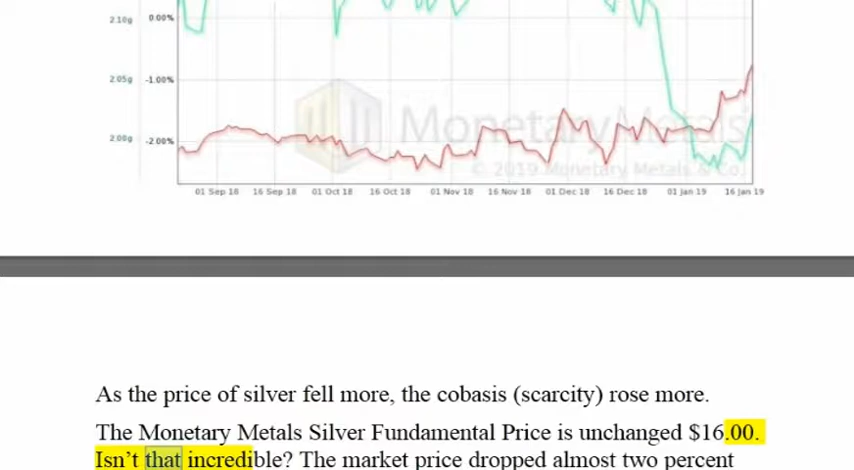 2.10g 0.00%
2.05g -1.00%
2.00g -2.00%
Monetary Metals
© 2019 Monetary Metals & Co.
01 Sep 18 16 Sep 18 01 Oct 18 16 Oct 18 01 Nov 18 16 Nov 18 01 Dec 18 16 Dec 18 01 Jan 19 16 Jan 19
As the price of silver fell more, the cobasis (scarcity) rose more.
The Monetary Metals Silver Fundamental Price is unchanged $16.00.
Isn’t that incredible? The market price dropped almost two percent